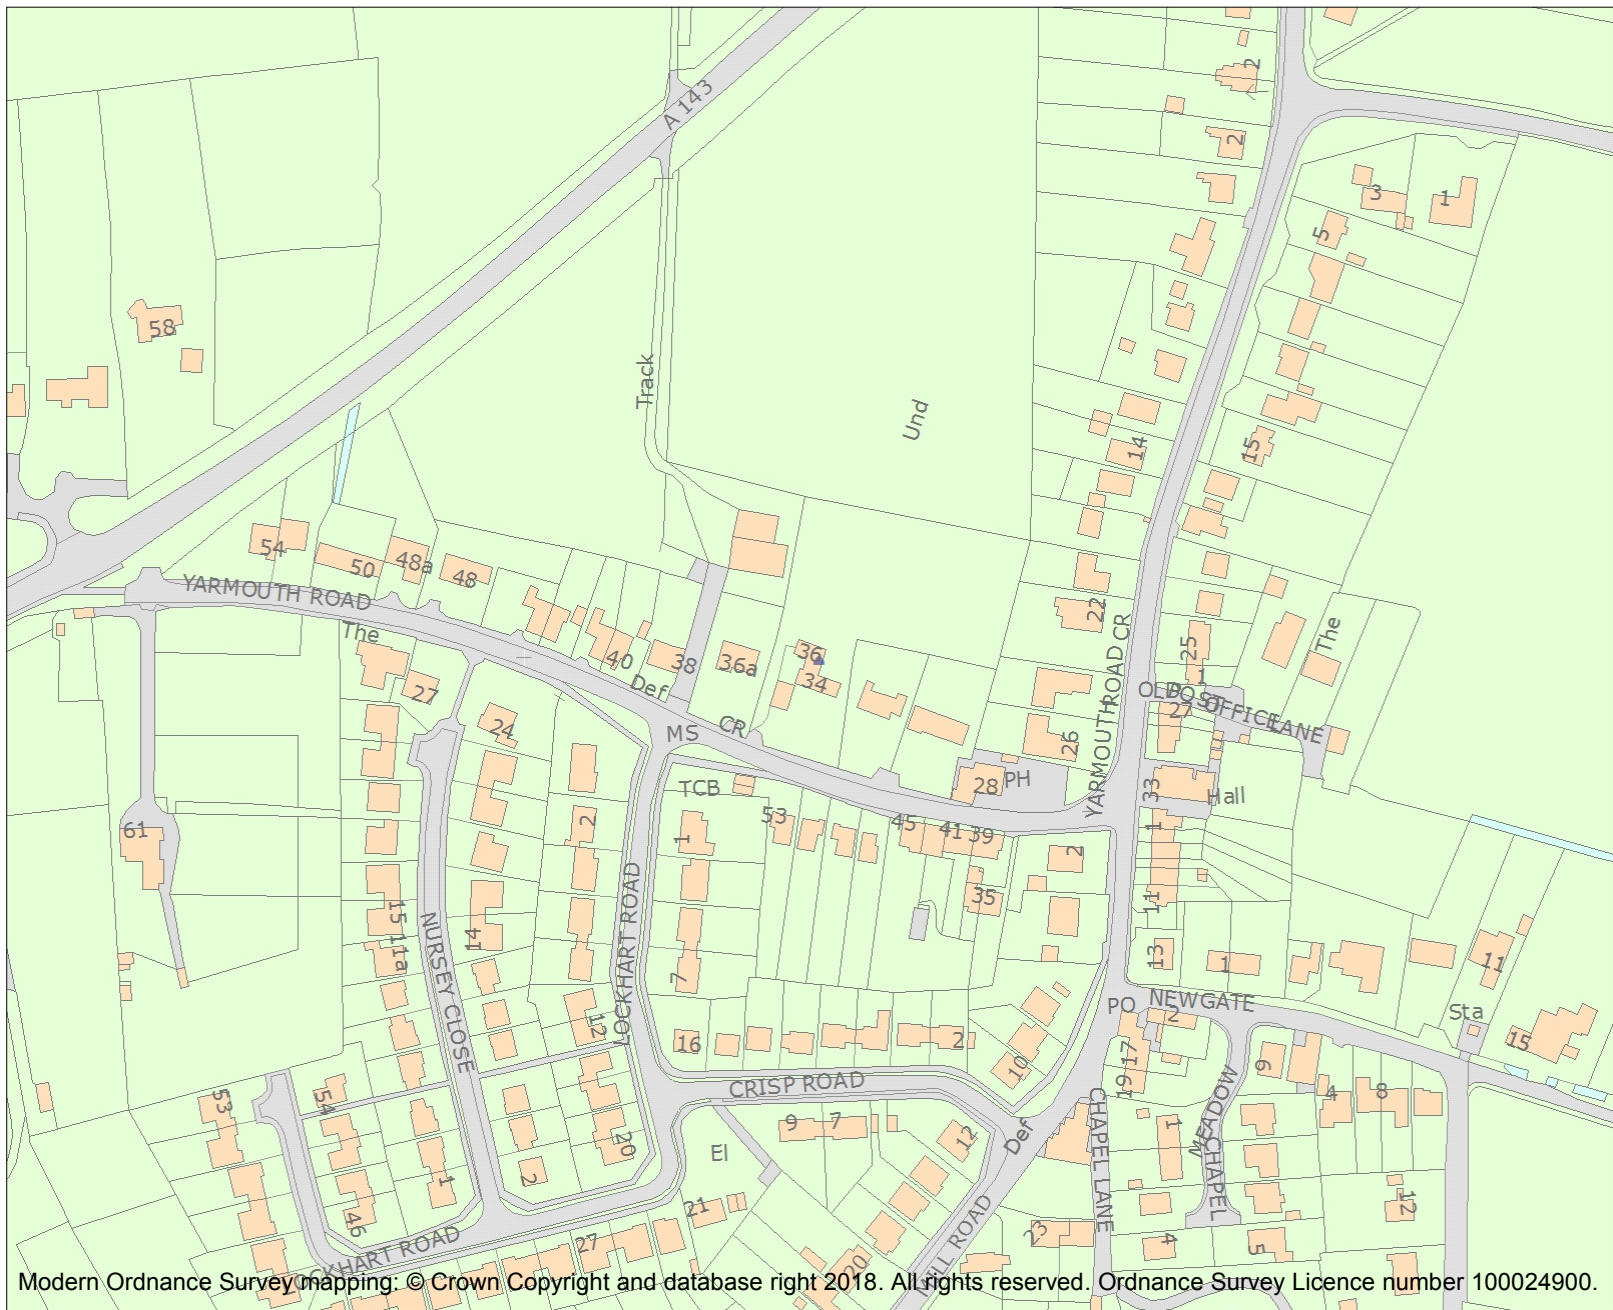 2
A 143
2
3
1
5
58
Track
Und
14
15
54
50
48a
48
YARMOUTH ROAD
The
22
25
The
40
38
36a
36
34
Def
27
24
MS
CR
YARMOUTH ROAD CR
1
OLD POST OFFICE LANE
27
26
28
PH
33
Hall
TCB
53
45
41
39
2
1
61
2
1
35
11
15
11a
14
NURSEY CLOSE
LOCKHART ROAD
7
13
1
11
12
16
2
10
PO
NEWGATE
2
Sta
15
17
19
9
CRISP ROAD
53
54
9
7
12
Def
CHAPEL LANE
1
MEADOW
CHAPEL
4
8
20
El
2
1
46
21
27
LOCKHART ROAD
20
MILL ROAD
23
4
5
12
Modern Ordnance Survey mapping: © Crown Copyright and database right 2018. All rights reserved. Ordnance Survey Licence number 100024900.